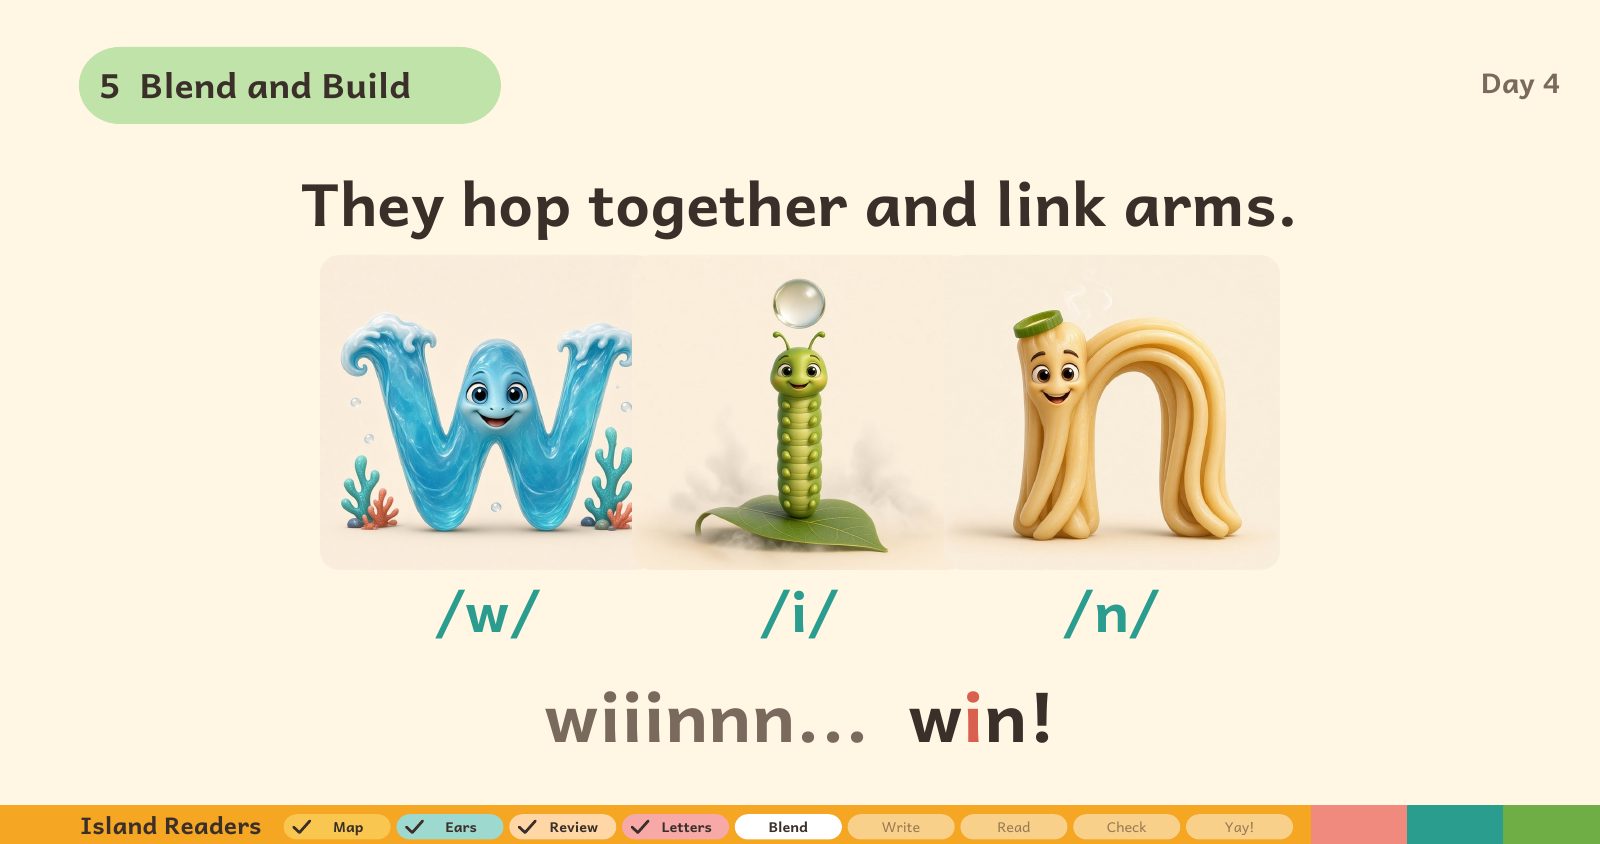 5 Blend and Build
Day 4
They hop together and link arms.
/w/ /i/ /n/
wiiinnn... win!
Island Readers Map Ears Review Letters Blend Write Read Check Yay!